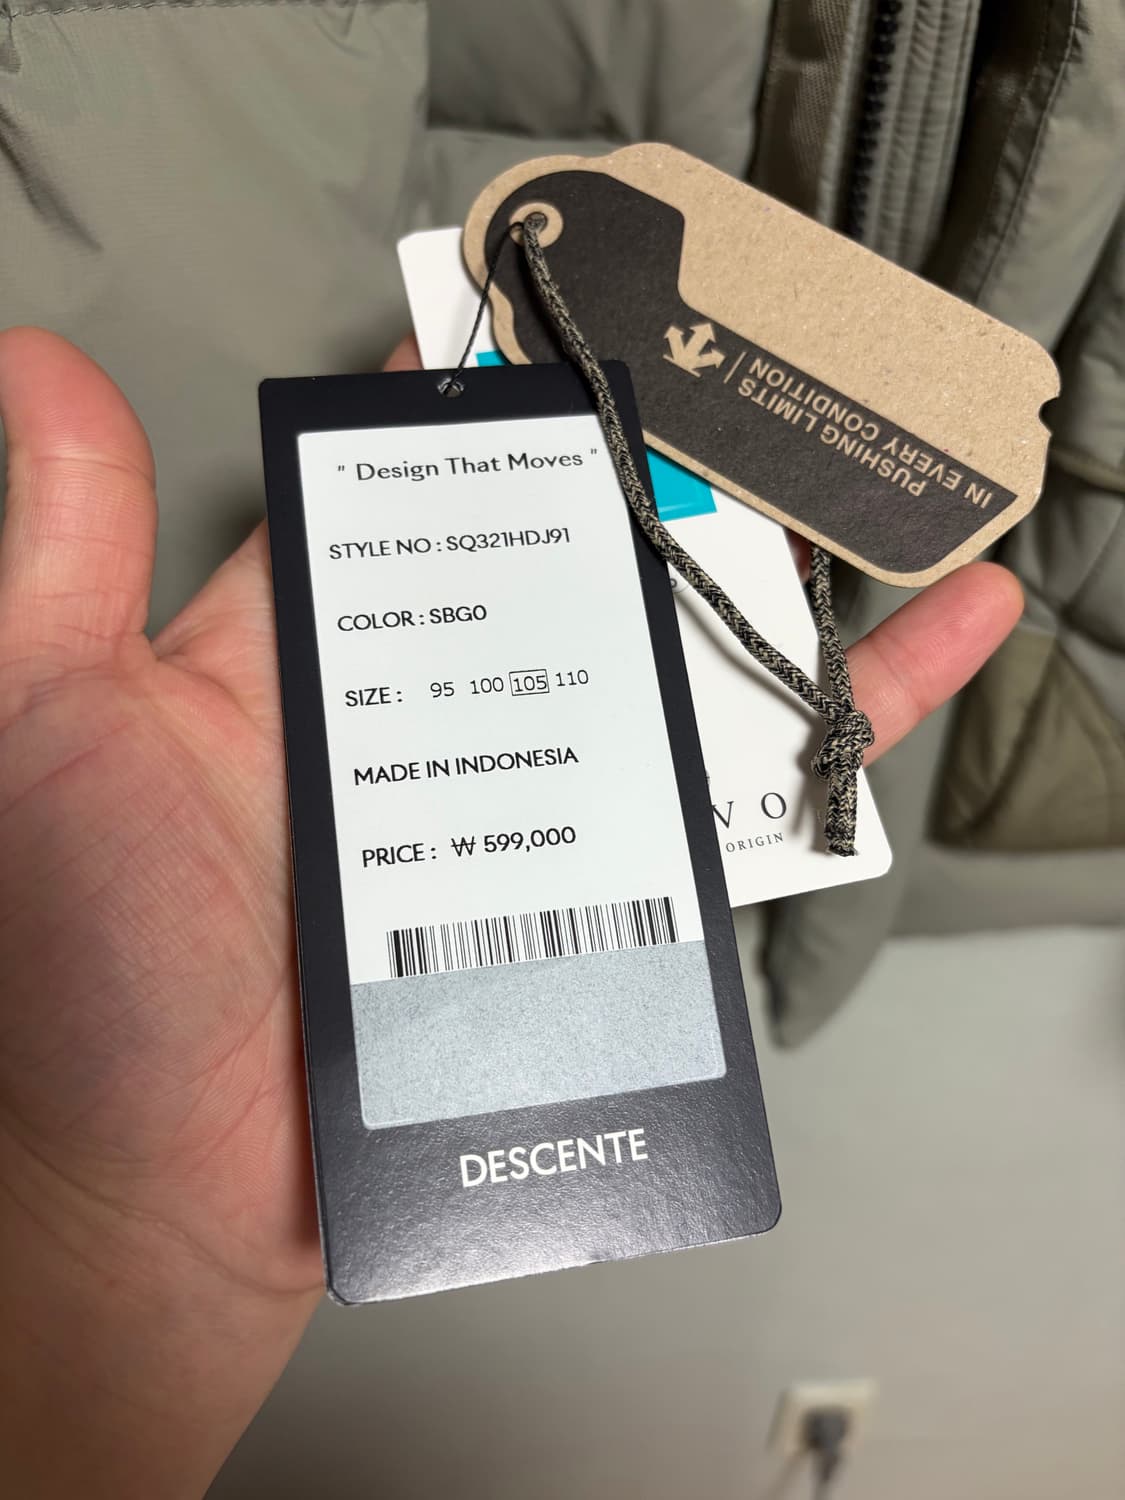 " Design That Moves "
STYLE NO : SQ321HDJ91
COLOR : SBG0
SIZE : 95 100 105 110
MADE IN INDONESIA
PRICE : ₩ 599,000
DESCENTE
PUSHING LIMITS
IN EVERY CONDITION
ORIGIN